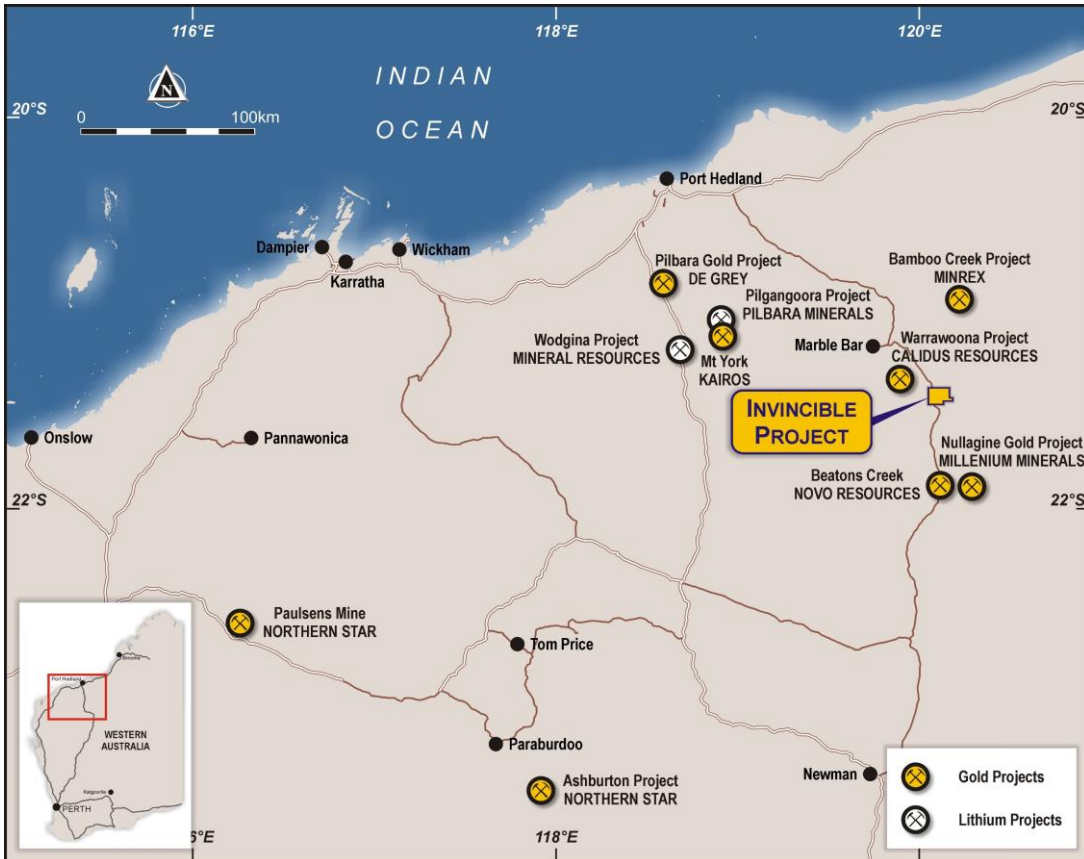 116°E
118°E
120°E
INDIAN
OCEAN
N
20°S
20°S
0
100km
Port Hedland
Dampier
Wickham
Karratha
Pilbara Gold Project
DE GREY
Bamboo Creek Project
MINREX
Pilgangoora Project
PILBARA MINERALS
Wodgina Project
MINERAL RESOURCES
Mt York
KAIROS
Marble Bar
Warrawoona Project
CALIDUS RESOURCES
INVINCIBLE
PROJECT
Onslow
Pannawonica
Nullagine Gold Project
MILLENIUM MINERALS
Beatons Creek
NOVO RESOURCES
22°S
22°S
Paulsens Mine
NORTHERN STAR
Tom Price
Broome
Port Hedland
WESTERN
AUSTRALIA
Kalgoorlie
PERTH
Paraburdoo
Newman
Ashburton Project
NORTHERN STAR
Gold Projects
Lithium Projects
6°E
118°E
120°E